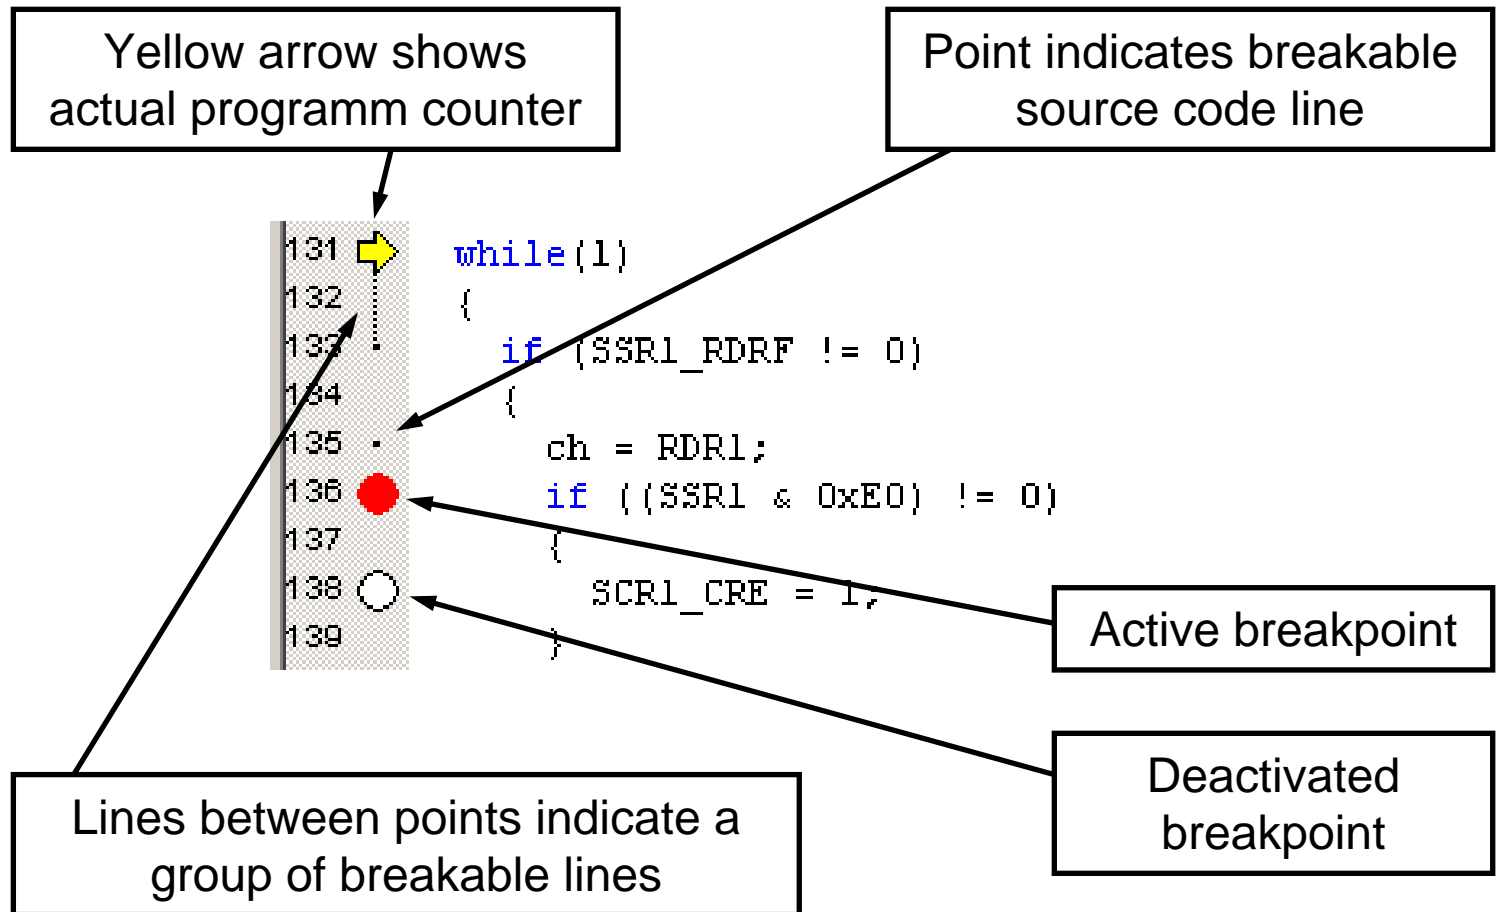 Yellow arrow shows
actual programm counter
Point indicates breakable
source code line
131 while(1)
132 {
133 if (SSR1_RDRF != 0)
134 {
135 ch = RDR1;
136 if ((SSR1 & 0xE0) != 0)
137 {
138 SCR1_CRE = 1;
139 }
Active breakpoint
Deactivated
breakpoint
Lines between points indicate a
group of breakable lines